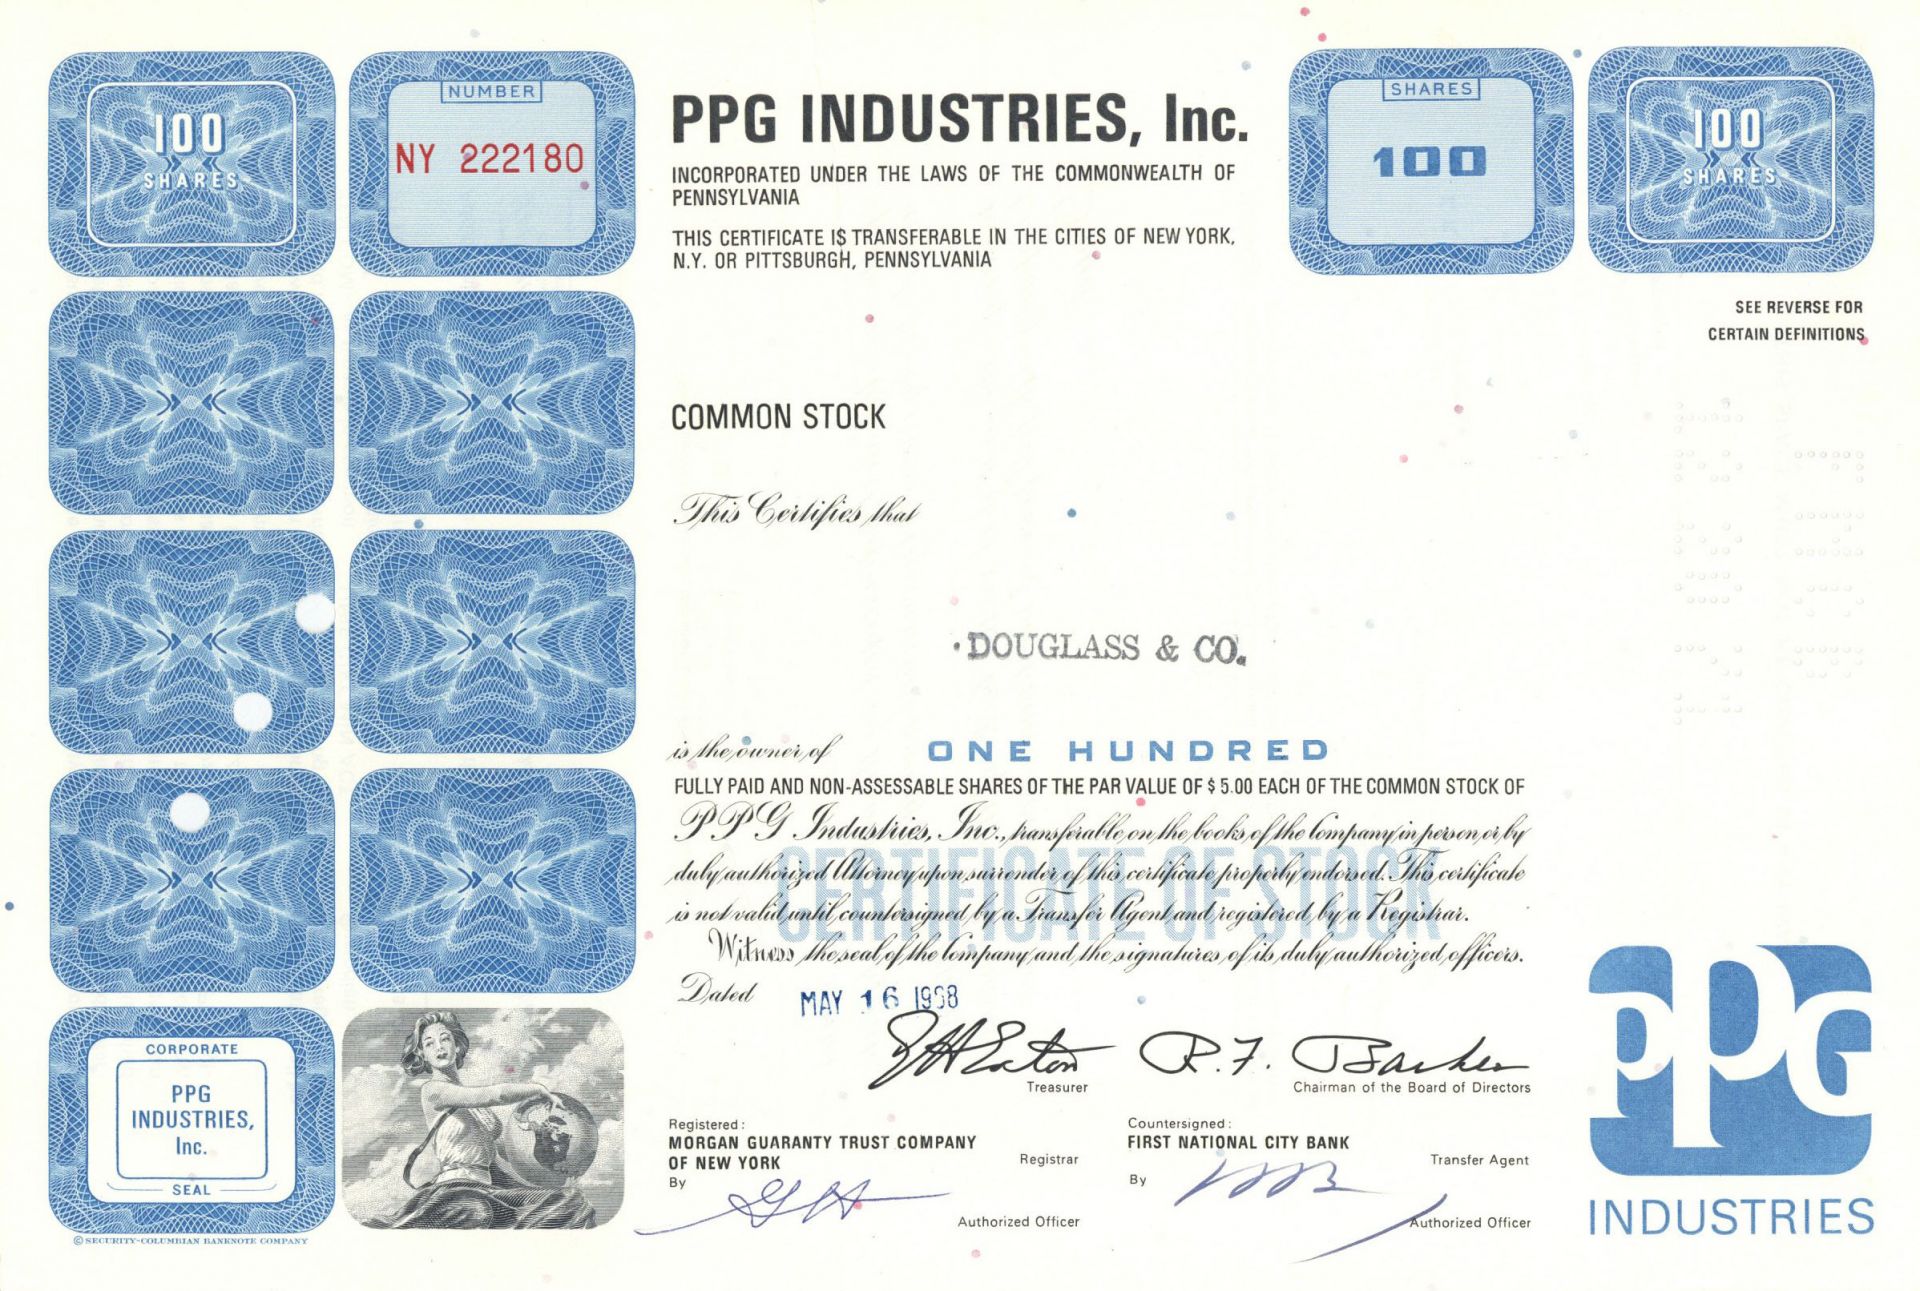 100
SHARES
NUMBER
NY 222180
PPG INDUSTRIES, Inc.
INCORPORATED UNDER THE LAWS OF THE COMMONWEALTH OF
PENNSYLVANIA
THIS CERTIFICATE IS TRANSFERABLE IN THE CITIES OF NEW YORK,
N.Y. OR PITTSBURGH, PENNSYLVANIA
SHARES
100
100
SHARES
SEE REVERSE FOR
CERTAIN DEFINITIONS
COMMON STOCK
This Certifies that
DOUGLASS & CO.
is the owner of ONE HUNDRED
FULLY PAID AND NON-ASSESSABLE SHARES OF THE PAR VALUE OF $5.00 EACH OF THE COMMON STOCK OF
PPG Industries, Inc., transferable on the books of the Company in person or by
duly authorized Attorney upon surrender of this certificate properly endorsed. This certificate
is not valid until countersigned by a Transfer Agent and registered by a Registrar.
CERTIFICATE OF STOCK
Witness the seal of the Company and the signatures of its duly authorized officers.
Dated MAY 16 1968
R. F. Barker
Treasurer
Chairman of the Board of Directors
Registered:
MORGAN GUARANTY TRUST COMPANY
OF NEW YORK
Registrar
By
Authorized Officer
Countersigned:
FIRST NATIONAL CITY BANK
Transfer Agent
By
Authorized Officer
CORPORATE
PPG
INDUSTRIES,
Inc.
SEAL
© SECURITY-COLUMBIAN BANKNOTE COMPANY
PPG
INDUSTRIES